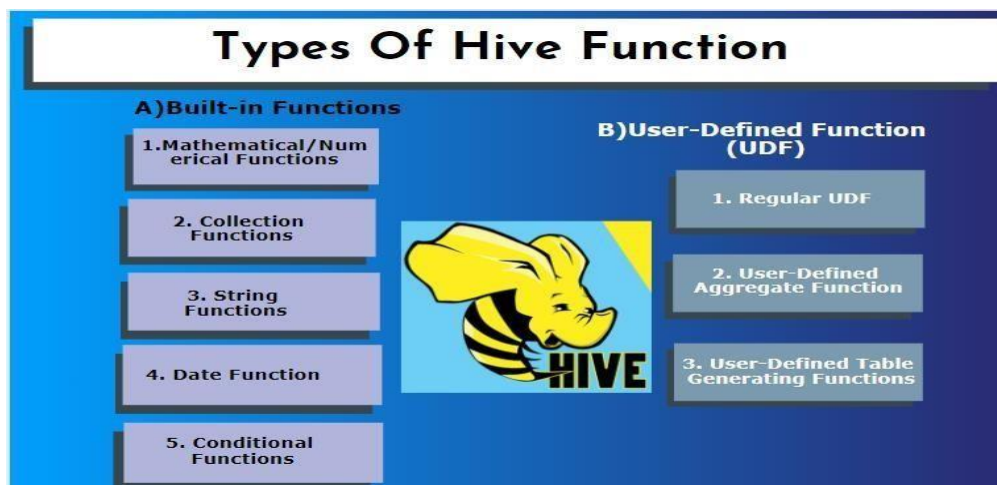 Types Of Hive Function
A)Built-in Functions
1.Mathematical/Num
erical Functions
2. Collection
Functions
3. String
Functions
4. Date Function
5. Conditional
Functions
HIVE
B)User-Defined Function
(UDF)
1. Regular UDF
2. User-Defined
Aggregate Function
3. User-Defined Table
Generating Functions